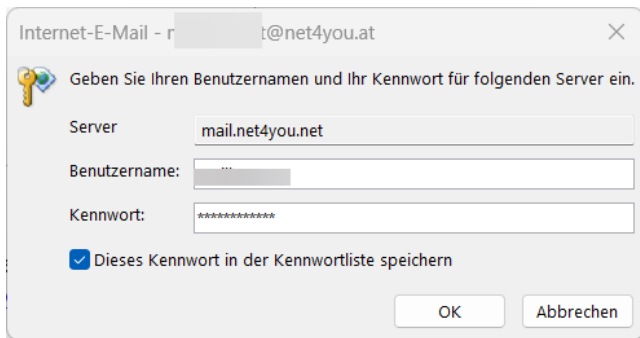 Internet-E-Mail - @net4you.at
Geben Sie Ihren Benutzernamen und Ihr Kennwort für folgenden Server ein.
Server mail.net4you.net
Benutzername:
Kennwort: ************
Dieses Kennwort in der Kennwortliste speichern
OK Abbrechen